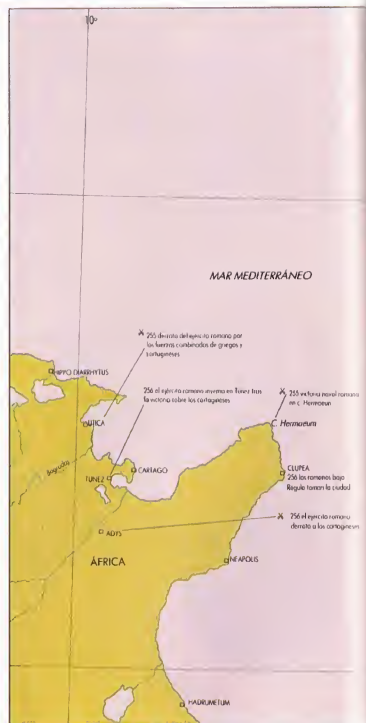 10°
MAR MEDITERRÁNEO
255 derrota del ejército romano por
las fuerzas combinadas de griegos y
cartagineses
HIPPO DIARRHYTUS
256 el ejército romano inverna en Túnez tras
la victoria sobre los cartagineses
255 victoria naval romana
en c. Hermaeum
C. Hermaeum
UTICA
Bagradas
CARTAGO
TUNEZ
CLUPEA
256 los romanos bajo
Regulo toman la ciudad
256 el ejército romano
derrota a los cartagineses
ADYS
ÁFRICA
NEAPOLIS
HADRUMETUM